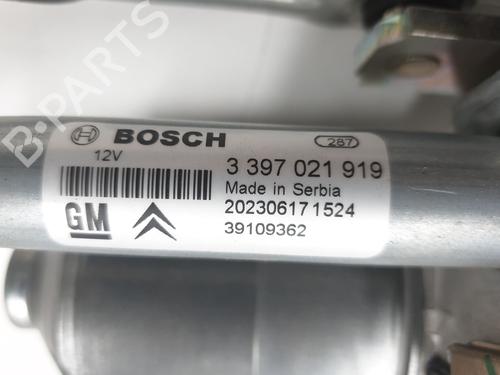 BOSCH
287
12V
3 397 021 919
Made in Serbia
GM
202306171524
39109362
B-Parts